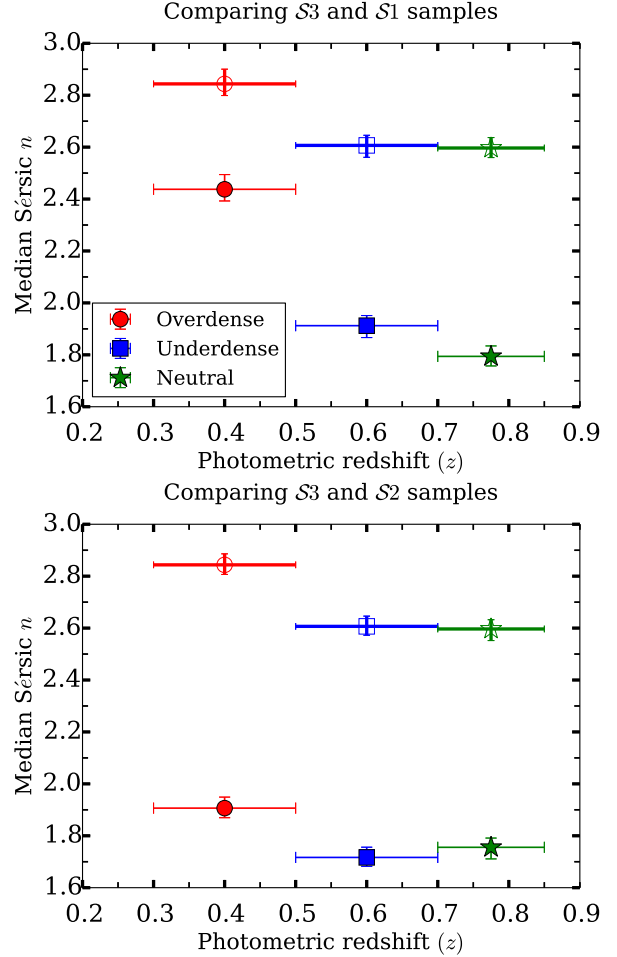 Comparing 𝒮3 and 𝒮1 samples
3.0
2.8
2.6
2.4
2.2
2.0
1.8
1.6
Median Sérsic n
Overdense
Underdense
Neutral
0.2 0.3 0.4 0.5 0.6 0.7 0.8 0.9
Photometric redshift (z)
Comparing 𝒮3 and 𝒮2 samples
3.0
2.8
2.6
2.4
2.2
2.0
1.8
1.6
Median Sérsic n
0.2 0.3 0.4 0.5 0.6 0.7 0.8 0.9
Photometric redshift (z)